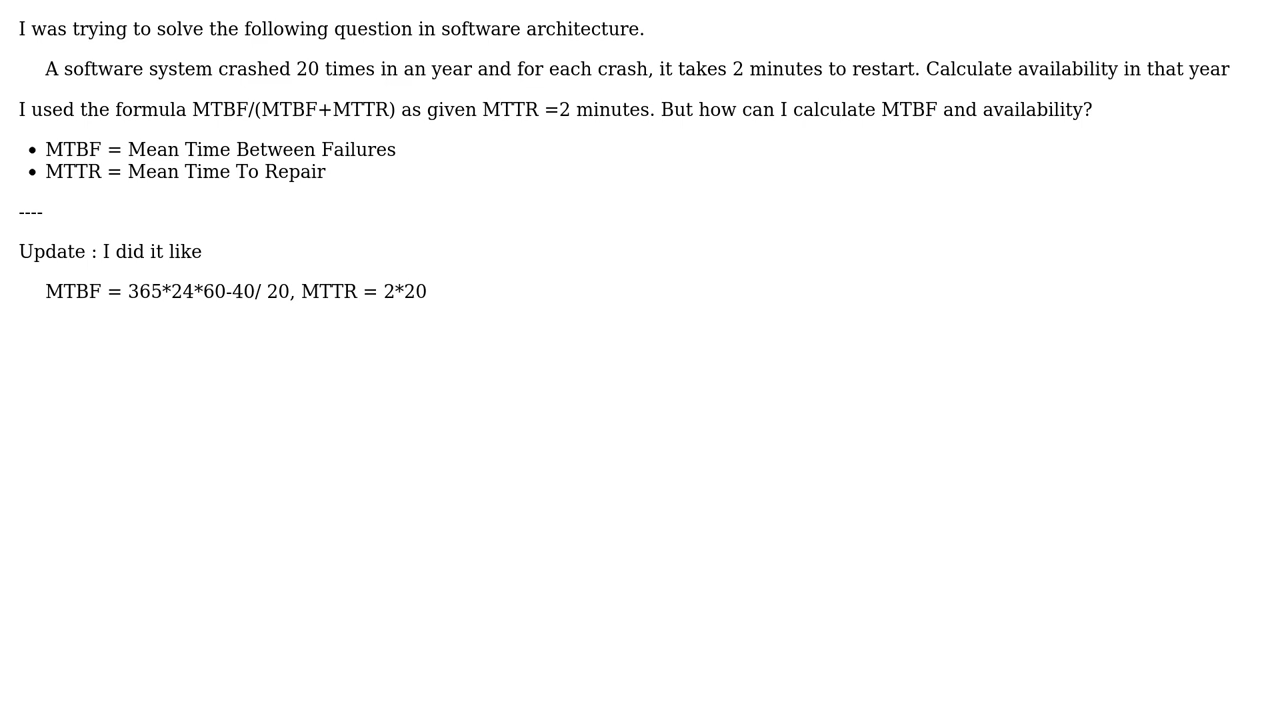 I was trying to solve the following question in software architecture.
A software system crashed 20 times in an year and for each crash, it takes 2 minutes to restart. Calculate availability in that year
I used the formula MTBF/(MTBF+MTTR) as given MTTR =2 minutes. But how can I calculate MTBF and availability?
• MTBF = Mean Time Between Failures
• MTTR = Mean Time To Repair
----
Update : I did it like
MTBF = 365*24*60-40/ 20, MTTR = 2*20